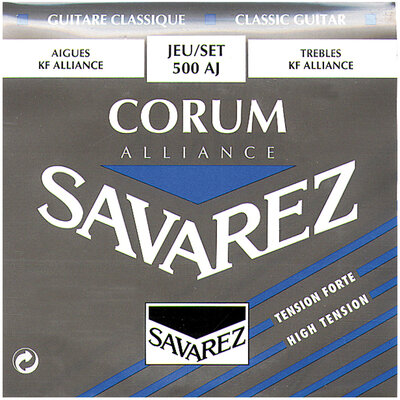 GUITARE CLASSIQUE
CLASSIC GUITAR
AIGUES
KF ALLIANCE
JEU/SET
500 AJ
TREBLES
KF ALLIANCE
CORUM
ALLIANCE
SAVAREZ
TENSION FORTE
HIGH TENSION
SAVAREZ